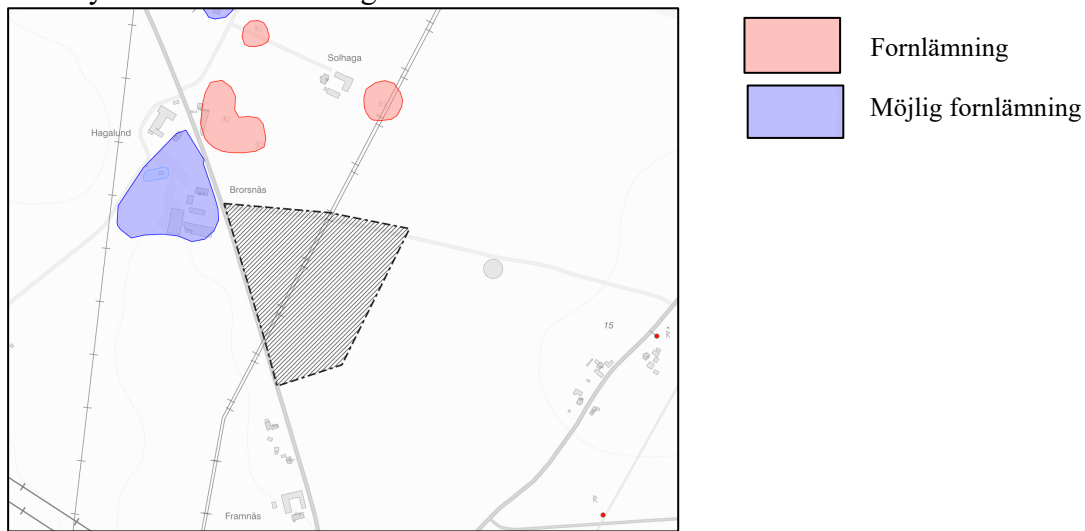 Solhaga
Hagalund
Brorsnäs
15
Framnäs
Fornlämning
Möjlig fornlämning